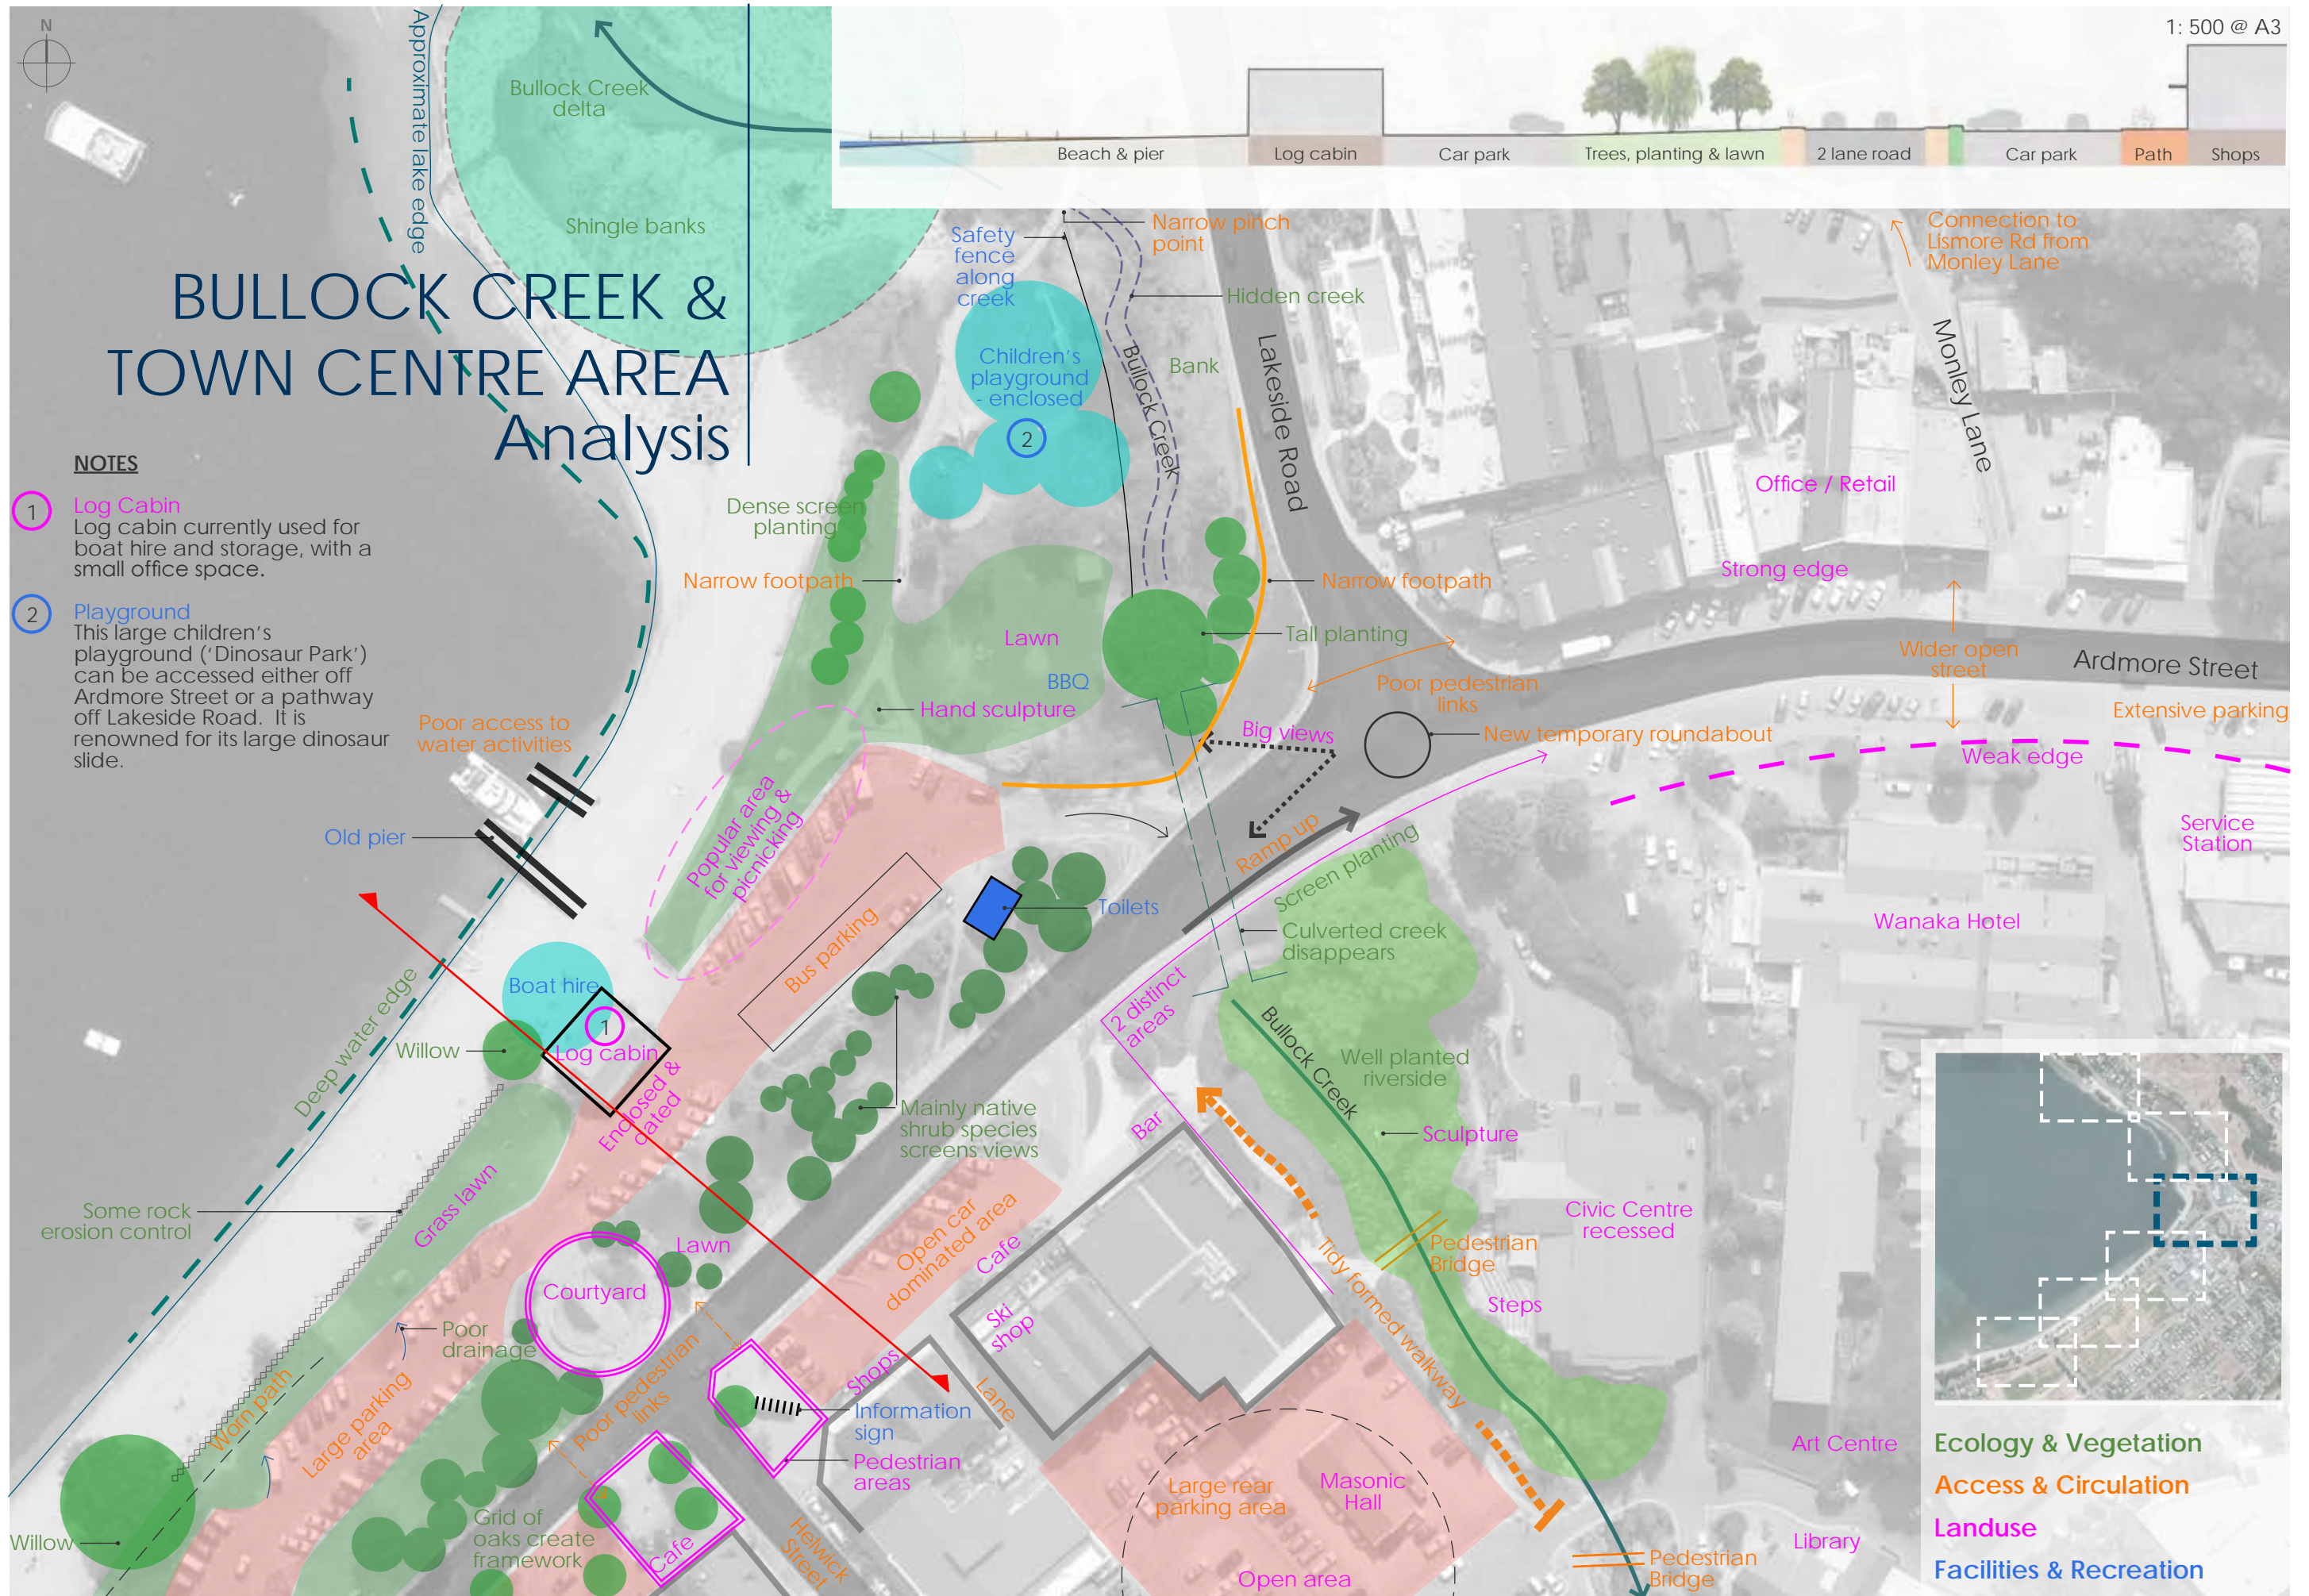 N
Approximate lake edge
Bullock Creek
delta
Shingle banks
1: 500 @ A3
Beach & pier
Log cabin
Car park
Trees, planting & lawn
2 lane road
Car park
Path
Shops
BULLOCK CREEK &
TOWN CENTRE AREA
Analysis
NOTES
1
Log Cabin
Log cabin currently used for
boat hire and storage, with a
small office space.
2
Playground
This large children's
playground ('Dinosaur Park')
can be accessed either off
Ardmore Street or a pathway
off Lakeside Road. It is
renowned for its large dinosaur
slide.
Safety
fence
along
creek
Narrow pinch
point
Hidden creek
Children's
playground
- enclosed
2
Bullock Creek
Bank
Lakeside Road
Connection to
Lismore Rd from
Monley Lane
Monley Lane
Office / Retail
Strong edge
Dense screen
planting
Narrow footpath
Narrow footpath
Lawn
Tall planting
BBQ
Hand sculpture
Poor pedestrian
links
Big views
New temporary roundabout
Wider open
street
Ardmore Street
Extensive parking
Weak edge
Service
Station
Poor access to
water activities
Old pier
Popular area
for viewing &
picnicking
Bus parking
Toilets
Ramp up
Screen planting
Culverted creek
disappears
Wanaka Hotel
2 distinct
areas
Boat hire
1
Log cabin
Willow
Deep water edge
Enclosed &
dated
Mainly native
shrub species
screens views
Bullock Creek
Well planted
riverside
Sculpture
Bar
Some rock
erosion control
Grass lawn
Lawn
Open car
dominated area
Cafe
Civic Centre
recessed
Pedestrian
Bridge
Steps
Tidy formed walkway
Courtyard
Ski
shop
Poor
drainage
Shops
Lane
Poor pedestrian
links
Information
sign
Pedestrian
areas
Worn path
Large parking
area
Large rear
parking area
Masonic
Hall
Art Centre
Library
Willow
Grid of
oaks create
framework
Cafe
Helwick
Street
Open area
Pedestrian
Bridge
Ecology & Vegetation
Access & Circulation
Landuse
Facilities & Recreation